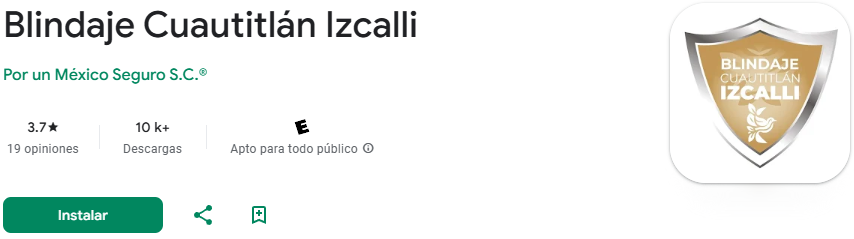 Blindaje Cuautitlán Izcalli
Por un México Seguro S.C.®
3.7★
19 opiniones
10 k+
Descargas
E
Apto para todo público
Instalar
BLINDAJE
CUAUTITLÁN
IZCALLI